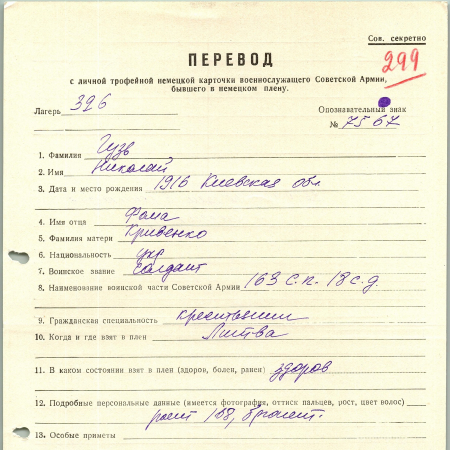 Сов. секретно
299
ПЕРЕВОД
с личной трофейной немецкой карточки военнослужащего Советской Армии,
бывшего в немецком плену.
Лагерь 326
Опознавательный знак
№ 7567
1. Фамилия Гузь
2. Имя Николай
3. Дата и место рождения 1916 Киевская обл
4. Имя отца Фома
5. Фамилия матери Кривенко
6. Национальность укр
7. Воинское звание солдат
8. Наименование воинской части Советской Армии 163 с.п. 18 с.д.
9. Гражданская специальность крестьянин
10. Когда и где взят в плен Литва
11. В каком состоянии взят в плен (здоров, болен, ранен) здоров
12. Подробные персональные данные (имеется фотография, оттиск пальцев, рост, цвет волос)
рост 168,
13. Особые приметы